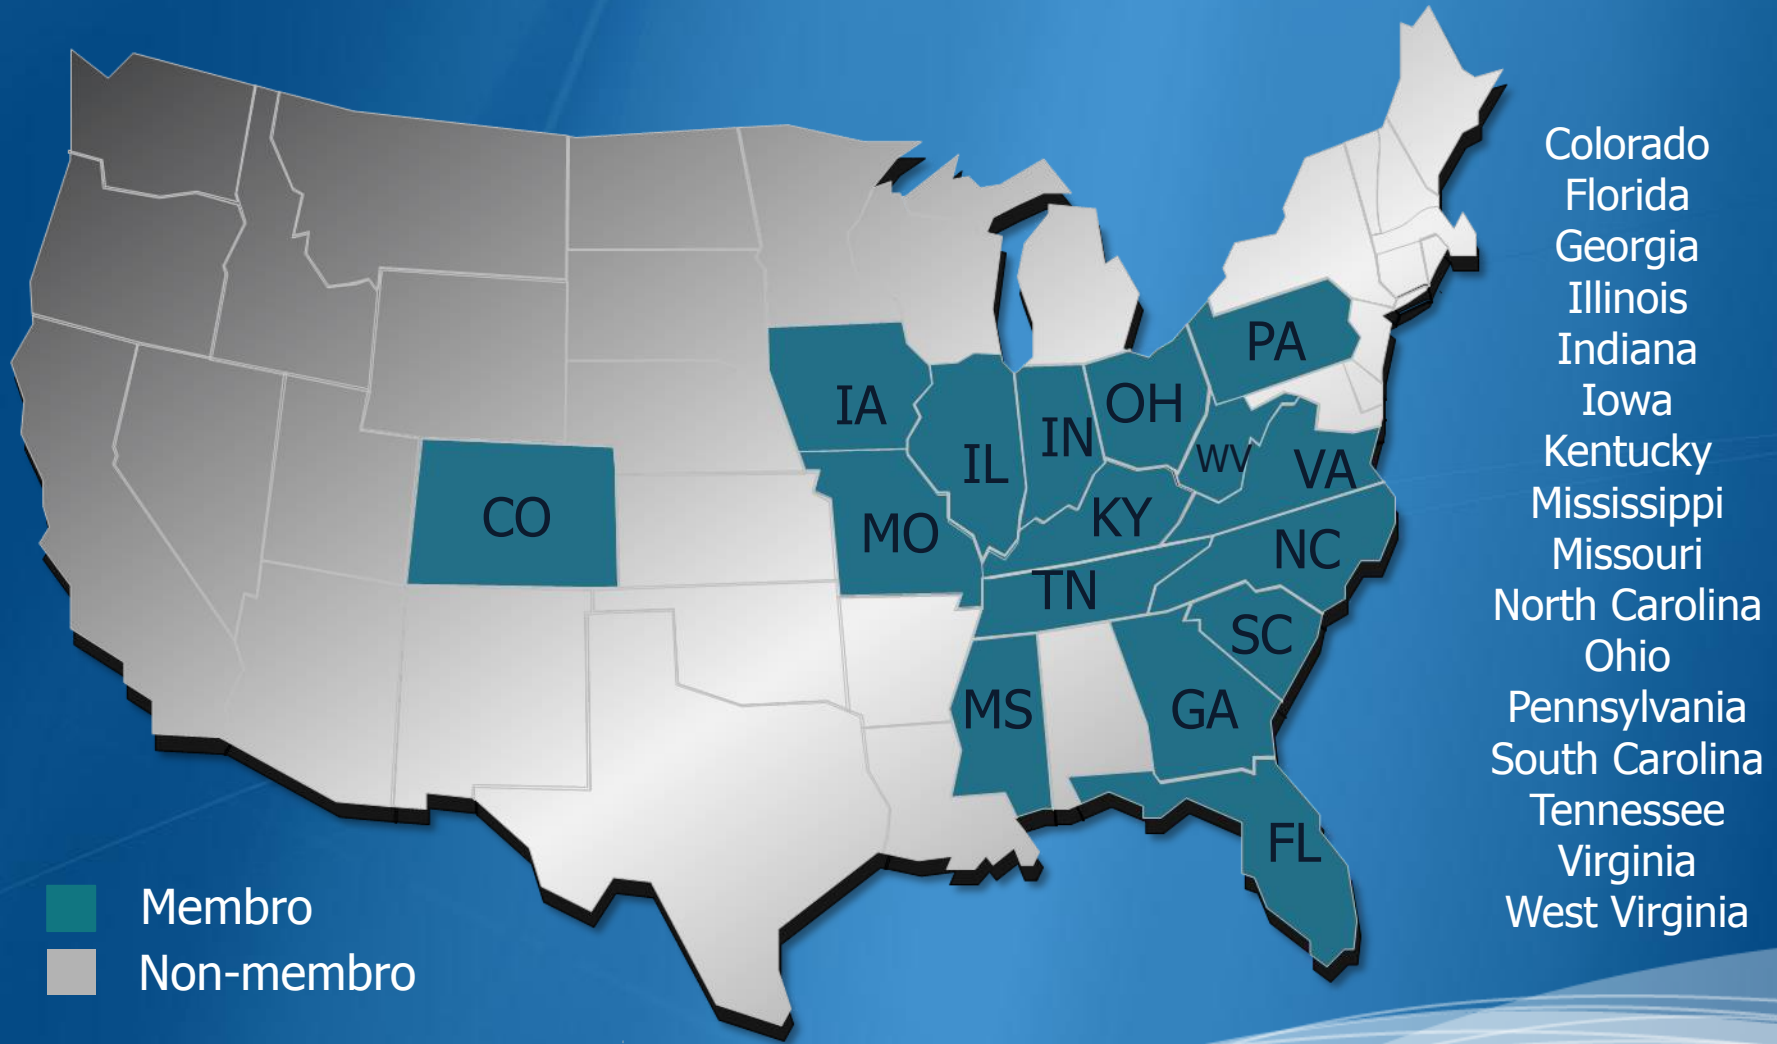 PA
IA
OH
IN
IL
WV
VA
CO
MO
KY
NC
TN
SC
MS
GA
FL
Colorado
Florida
Georgia
Illinois
Indiana
Iowa
Kentucky
Mississippi
Missouri
North Carolina
Ohio
Pennsylvania
South Carolina
Tennessee
Virginia
West Virginia
Membro
Non-membro